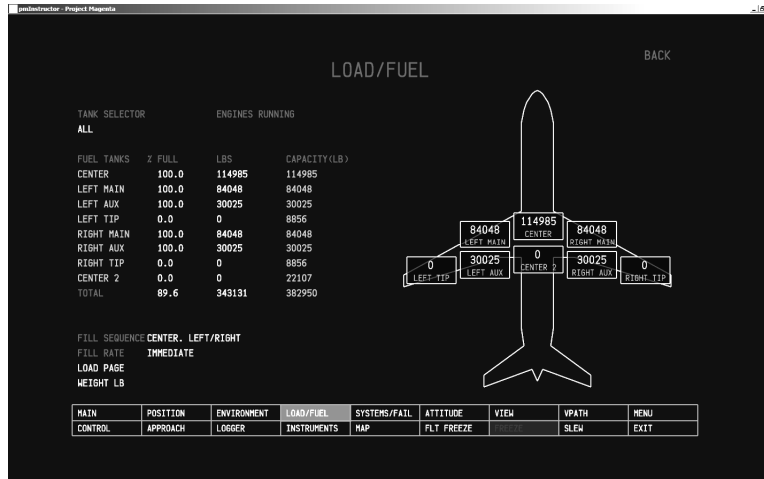 pmInstructor - Project Magenta
BACK
LOAD/FUEL
TANK SELECTOR ENGINES RUNNING
ALL
FUEL TANKS % FULL LBS CAPACITY(LB)
CENTER 100.0 114985 114985
LEFT MAIN 100.0 84048 84048
LEFT AUX 100.0 30025 30025
LEFT TIP 0.0 0 8856
RIGHT MAIN 100.0 84048 84048
RIGHT AUX 100.0 30025 30025
RIGHT TIP 0.0 0 8856
CENTER 2 0.0 0 22107
TOTAL 89.6 343131 382950
FILL SEQUENCE CENTER. LEFT/RIGHT
FILL RATE IMMEDIATE
LOAD PAGE
WEIGHT LB
114985
CENTER
84048
LEFT MAIN
84048
RIGHT MAIN
0
CENTER 2
30025
LEFT AUX
30025
RIGHT AUX
0
LEFT TIP
0
RIGHT TIP
MAIN POSITION ENVIRONMENT LOAD/FUEL SYSTEMS/FAIL ATTITUDE VIEW VPATH MENU
CONTROL APPROACH LOGGER INSTRUMENTS MAP FLT FREEZE FREEZE SLEW EXIT